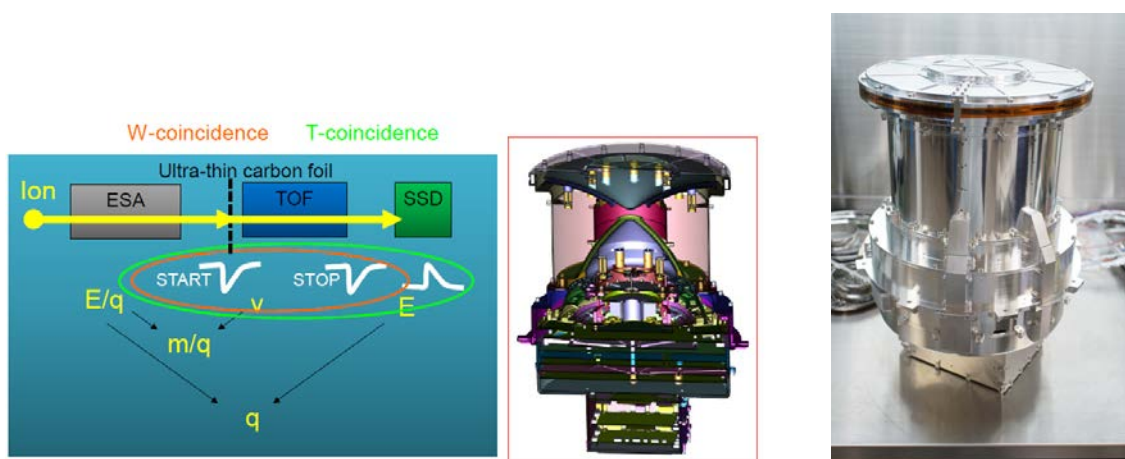 W-coincidence T-coincidence
Ultra-thin carbon foil
Ion ESA TOF SSD
START STOP
E/q v E
m/q
q